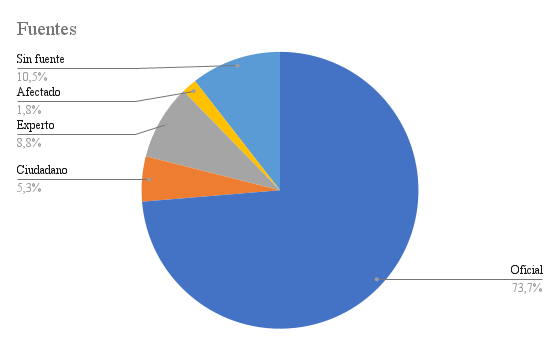 Fuentes
Sin fuente
10,5%
Afectado
1,8%
Experto
8,8%
Ciudadano
5,3%
Oficial
73,7%